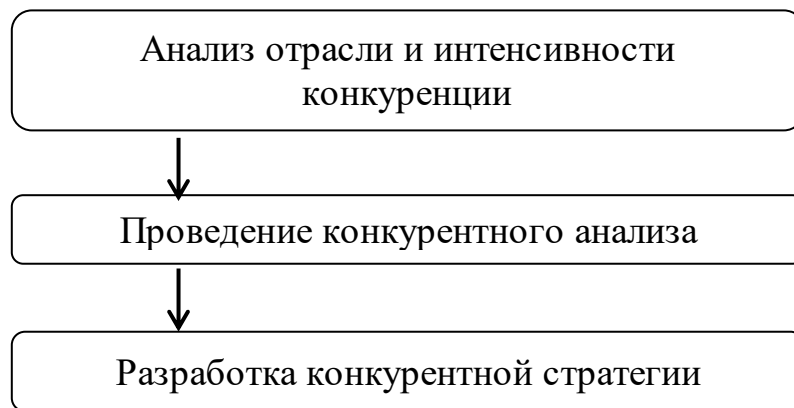 Анализ отрасли и интенсивности
конкуренции
Проведение конкурентного анализа
Разработка конкурентной стратегии